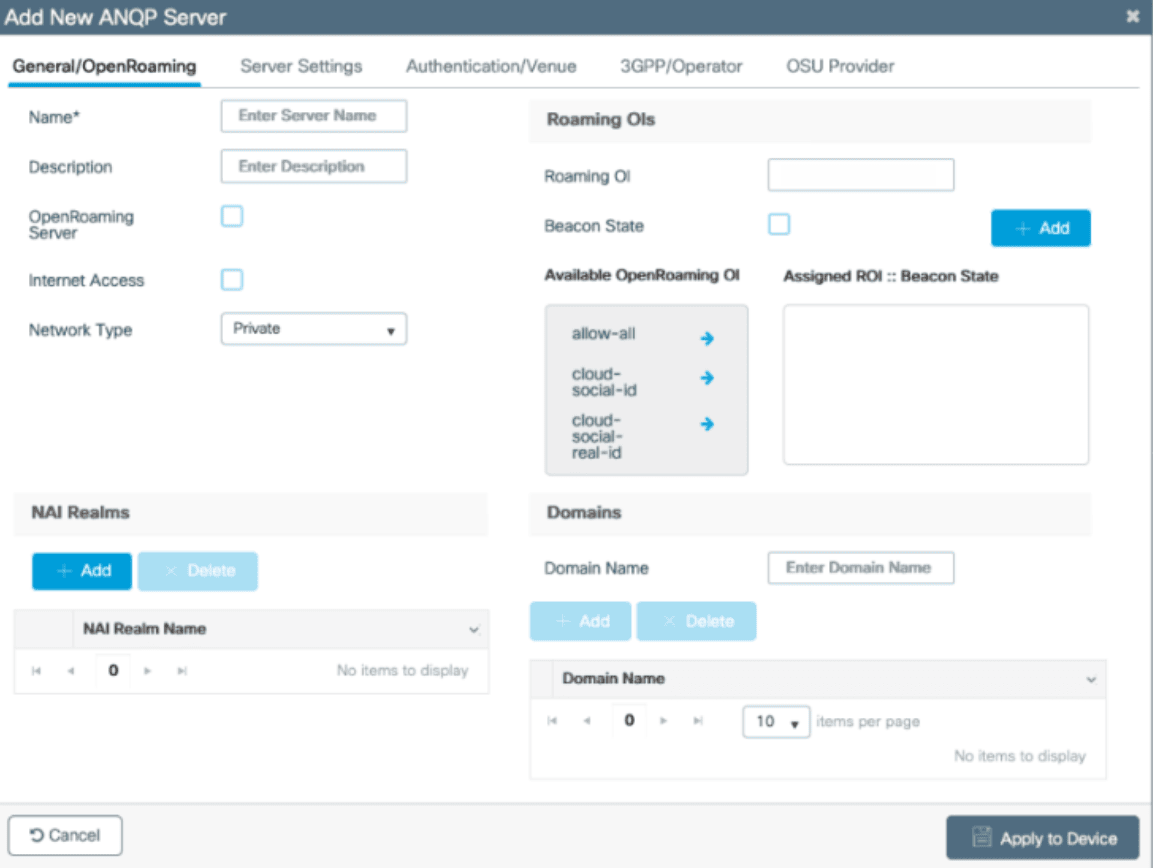 Add New ANQP Server
General/OpenRoaming Server Settings Authentication/Venue 3GPP/Operator OSU Provider
Name* Enter Server Name
Description Enter Description
OpenRoaming
Server
Internet Access
Network Type Private
Roaming OIs
Roaming OI
Beacon State
Add
Available OpenRoaming OI Assigned ROI :: Beacon State
allow-all
cloud-
social-id
cloud-
social-
real-id
NAI Realms
Add Delete
NAI Realm Name
0 No items to display
Domains
Domain Name Enter Domain Name
Add Delete
Domain Name
0 10 items per page
No items to display
Cancel Apply to Device